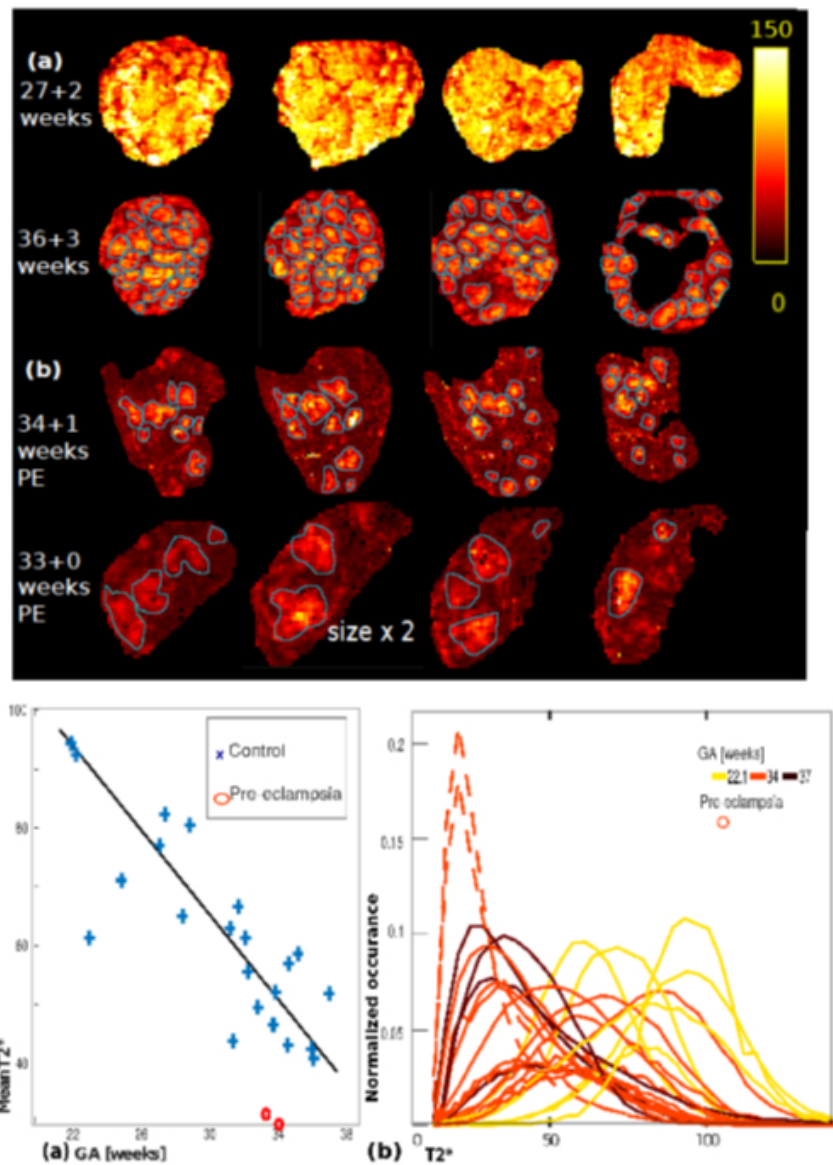 150
(a)
27+2
weeks
36+3
weeks
0
(b)
34+1
weeks
PE
33+0
weeks
PE
size x 2
100
80
60
40
Mean T2*
Control
Pre-eclampsia
22
26
30
34
38
(a) GA [weeks]
0.2
0.15
0.1
0.05
Normalized occurance
GA [weeks]
22.1 34 37
Pre-eclampsia
0
50
100
(b) T2*